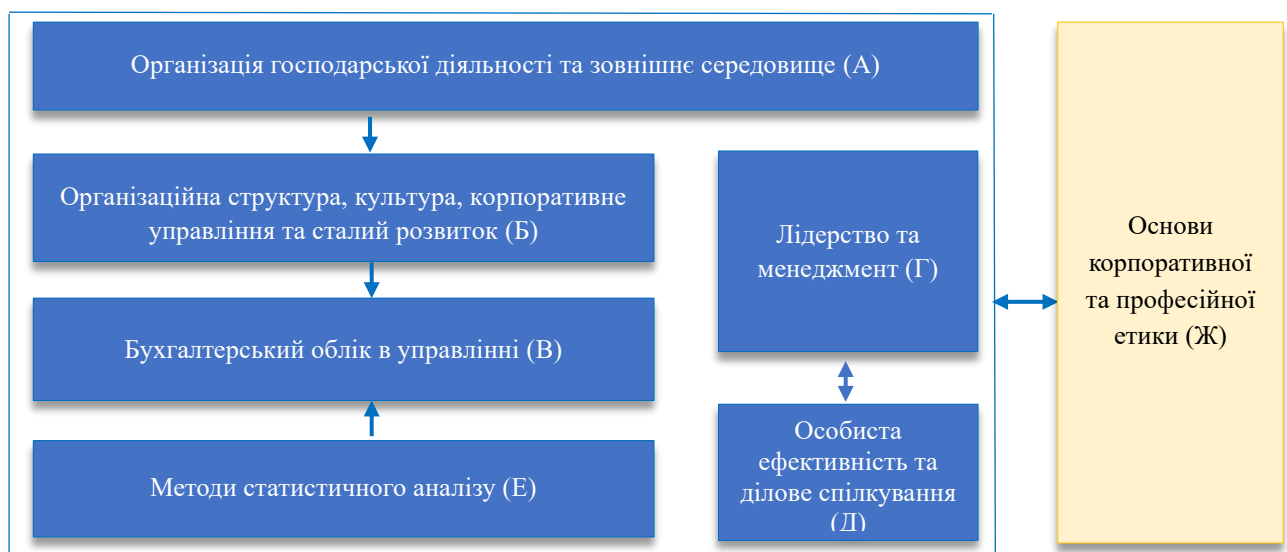 Організація господарської діяльності та зовнішнє середовище (А)
Організаційна структура, культура, корпоративне
управління та сталий розвиток (Б)
Бухгалтерський облік в управлінні (В)
Методи статистичного аналізу (Е)
Лідерство та
менеджмент (Г)
Особиста
ефективність та
ділове спілкування
(Д)
Основи
корпоративної
та професійної
етики (Ж)